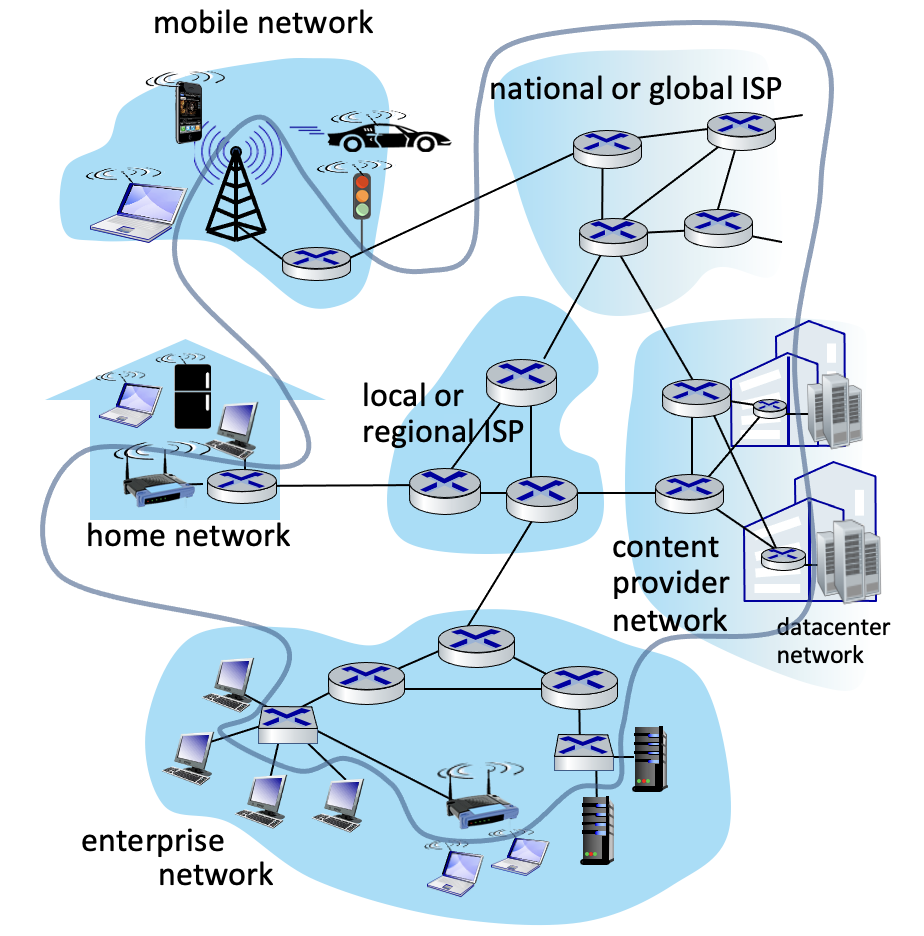 mobile network
national or global ISP
local or
regional ISP
home network
content
provider
network
datacenter
network
enterprise
network